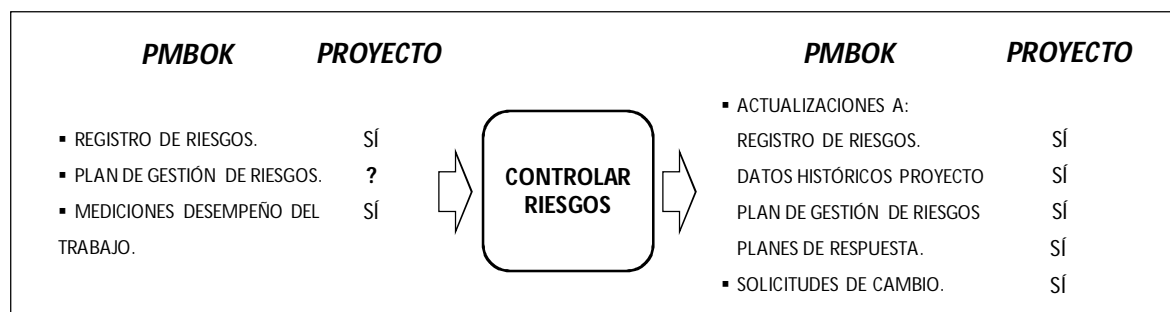 PMBOK PROYECTO
▪ REGISTRO DE RIESGOS. SÍ
▪ PLAN DE GESTIÓN DE RIESGOS. ?
▪ MEDICIONES DESEMPEÑO DEL SÍ
TRABAJO.
CONTROLAR
RIESGOS
PMBOK PROYECTO
▪ ACTUALIZACIONES A:
REGISTRO DE RIESGOS. SÍ
DATOS HISTÓRICOS PROYECTO SÍ
PLAN DE GESTIÓN DE RIESGOS SÍ
PLANES DE RESPUESTA. SÍ
▪ SOLICITUDES DE CAMBIO. SÍ